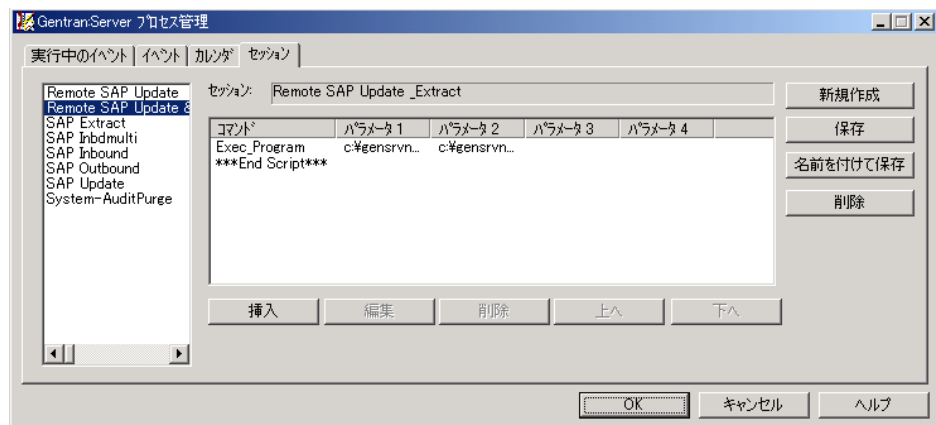 Gentran:Server プロセス管理
実行中のイベント イベント カレンダ セッション
Remote SAP Update
Remote SAP Update &
SAP Extract
SAP Inbdmulti
SAP Inbound
SAP Outbound
SAP Update
System-AuditPurge
セッション: Remote SAP Update _Extract
コマンド パラメータ 1 パラメータ 2 パラメータ 3 パラメータ 4
Exec_Program c:¥gensrvn... c:¥gensrvn...
***End Script***
挿入 編集 削除 上へ 下へ
新規作成
保存
名前を付けて保存
削除
OK キャンセル ヘルプ